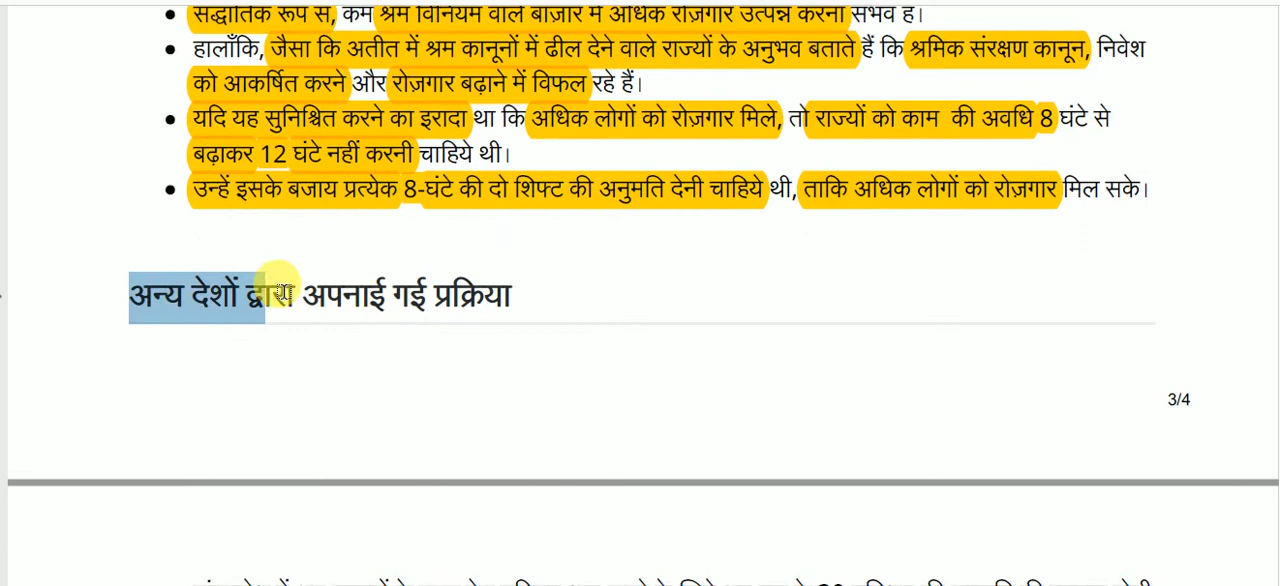 सैद्धांतिक रूप से, कम श्रम विनियम वाले बाज़ार में अधिक रोज़गार उत्पन्न करना संभव है।
• हालाँकि, जैसा कि अतीत में श्रम कानूनों में ढील देने वाले राज्यों के अनुभव बताते हैं कि श्रमिक संरक्षण कानून, निवेश
को आकर्षित करने और रोज़गार बढ़ाने में विफल रहे हैं।
• यदि यह सुनिश्चित करने का इरादा था कि अधिक लोगों को रोज़गार मिले, तो राज्यों को काम की अवधि 8 घंटे से
बढ़ाकर 12 घंटे नहीं करनी चाहिये थी।
• उन्हें इसके बजाय प्रत्येक 8-घंटे की दो शिफ्ट की अनुमति देनी चाहिये थी, ताकि अधिक लोगों को रोज़गार मिल सके।
अन्य देशों द्वारा अपनाई गई प्रक्रिया
3/4